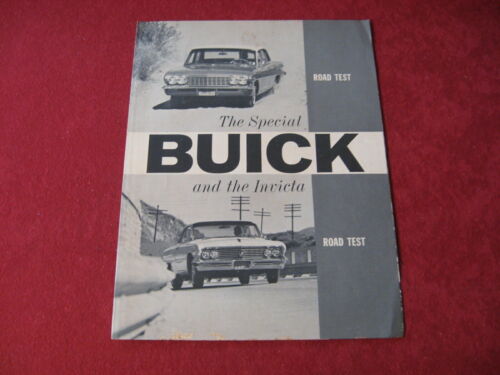 ROAD TEST
The Special
BUICK
and the Invicta
ROAD TEST